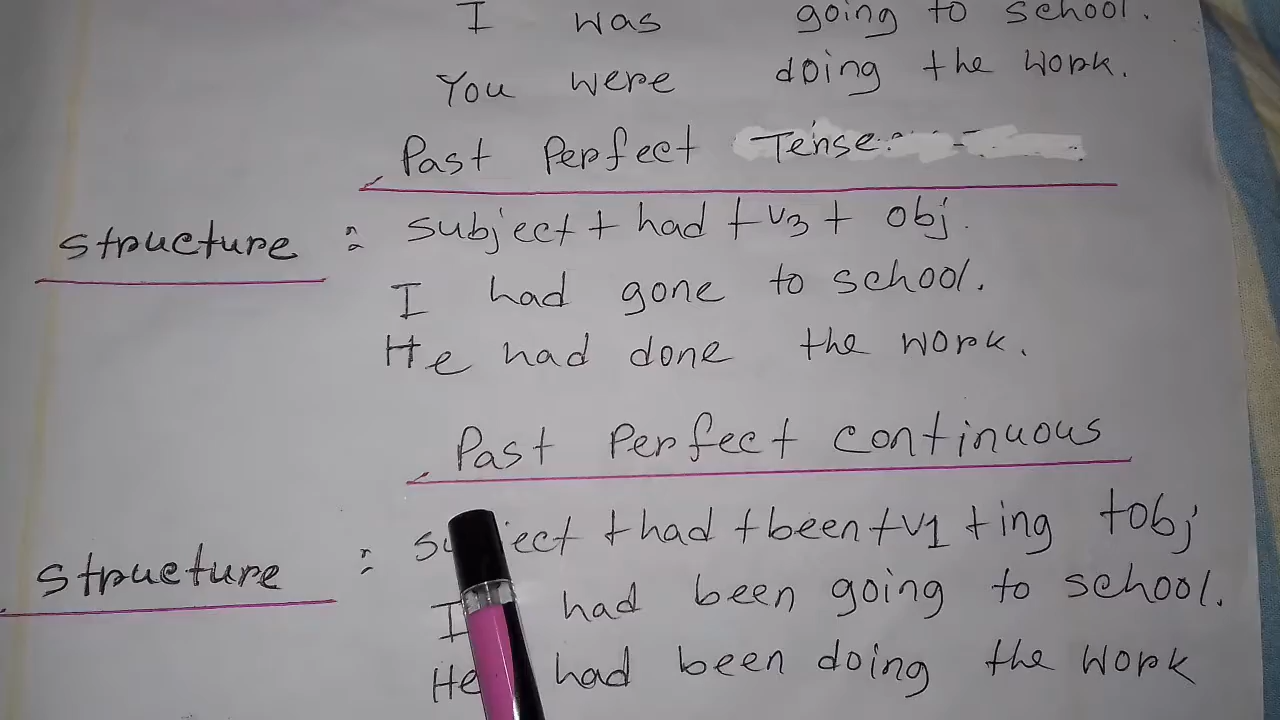 I was going to school.
You were doing the work.
Past Perfect Tense.
structure : subject + had + v3 + obj.
I had gone to school.
He had done the work.
Past Perfect continuous
structure : subject + had + been + v1 + ing + obj
I had been going to school.
He had been doing the work